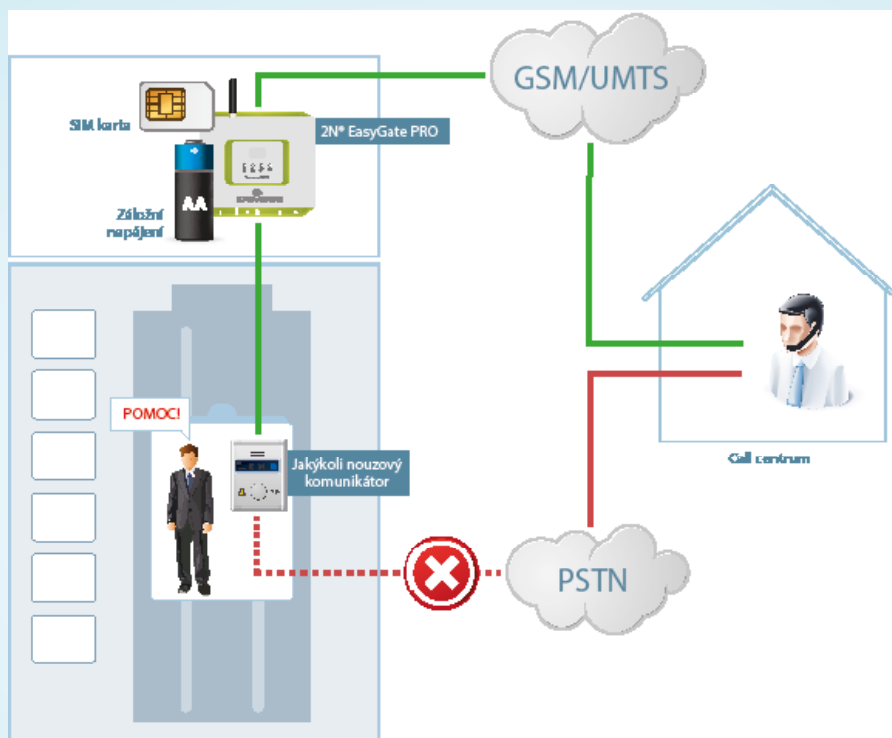 GSM/UMTS
SIM karta
2N® EasyGate PRO
AA
Záložní
napájení
POMOC!
Jakýkoli nouzový
komunikátor
Call centrum
PSTN